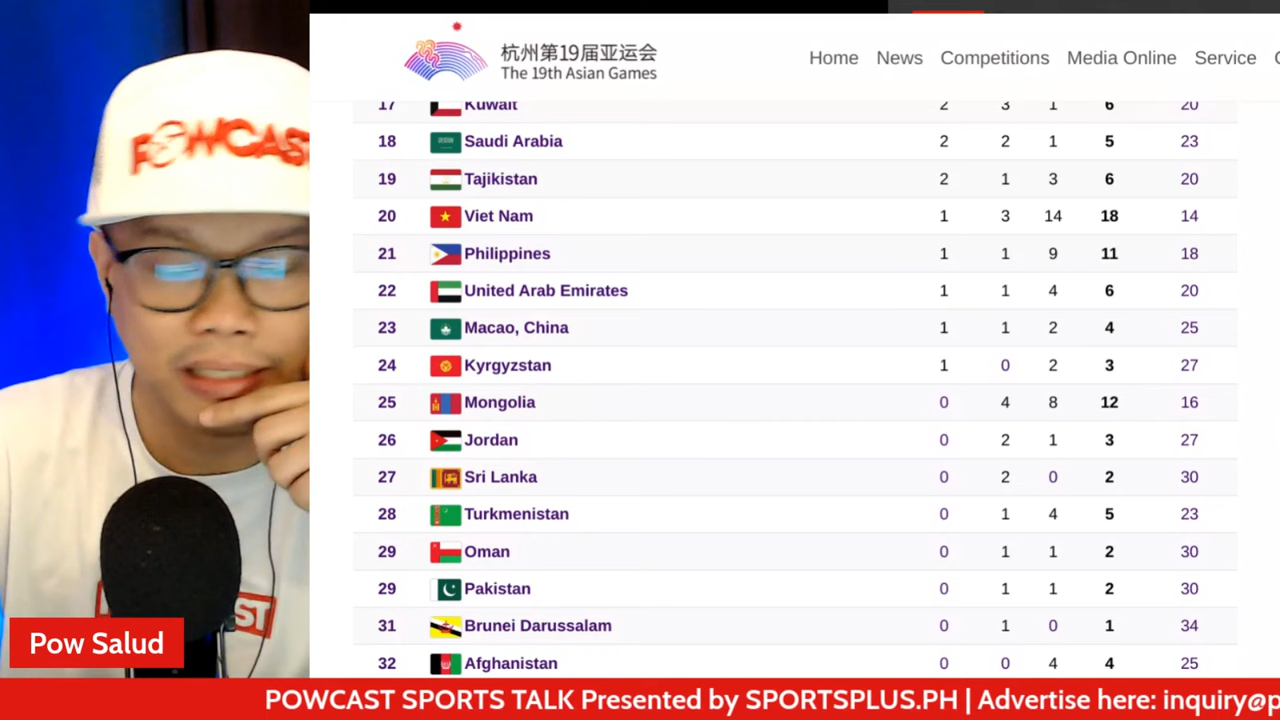 杭州第19届亚运会
The 19th Asian Games
Home News Competitions Media Online Service
17 Kuwait 2 3 1 6 20
18 Saudi Arabia 2 2 1 5 23
19 Tajikistan 2 1 3 6 20
20 Viet Nam 1 3 14 18 14
21 Philippines 1 1 9 11 18
22 United Arab Emirates 1 1 4 6 20
23 Macao, China 1 1 2 4 25
24 Kyrgyzstan 1 0 2 3 27
25 Mongolia 0 4 8 12 16
26 Jordan 0 2 1 3 27
27 Sri Lanka 0 2 0 2 30
28 Turkmenistan 0 1 4 5 23
29 Oman 0 1 1 2 30
29 Pakistan 0 1 1 2 30
31 Brunei Darussalam 0 1 0 1 34
32 Afghanistan 0 0 4 4 25
POWCAST
ST
Pow Salud
POWCAST SPORTS TALK Presented by SPORTSPLUS.PH | Advertise here: inquiry@p